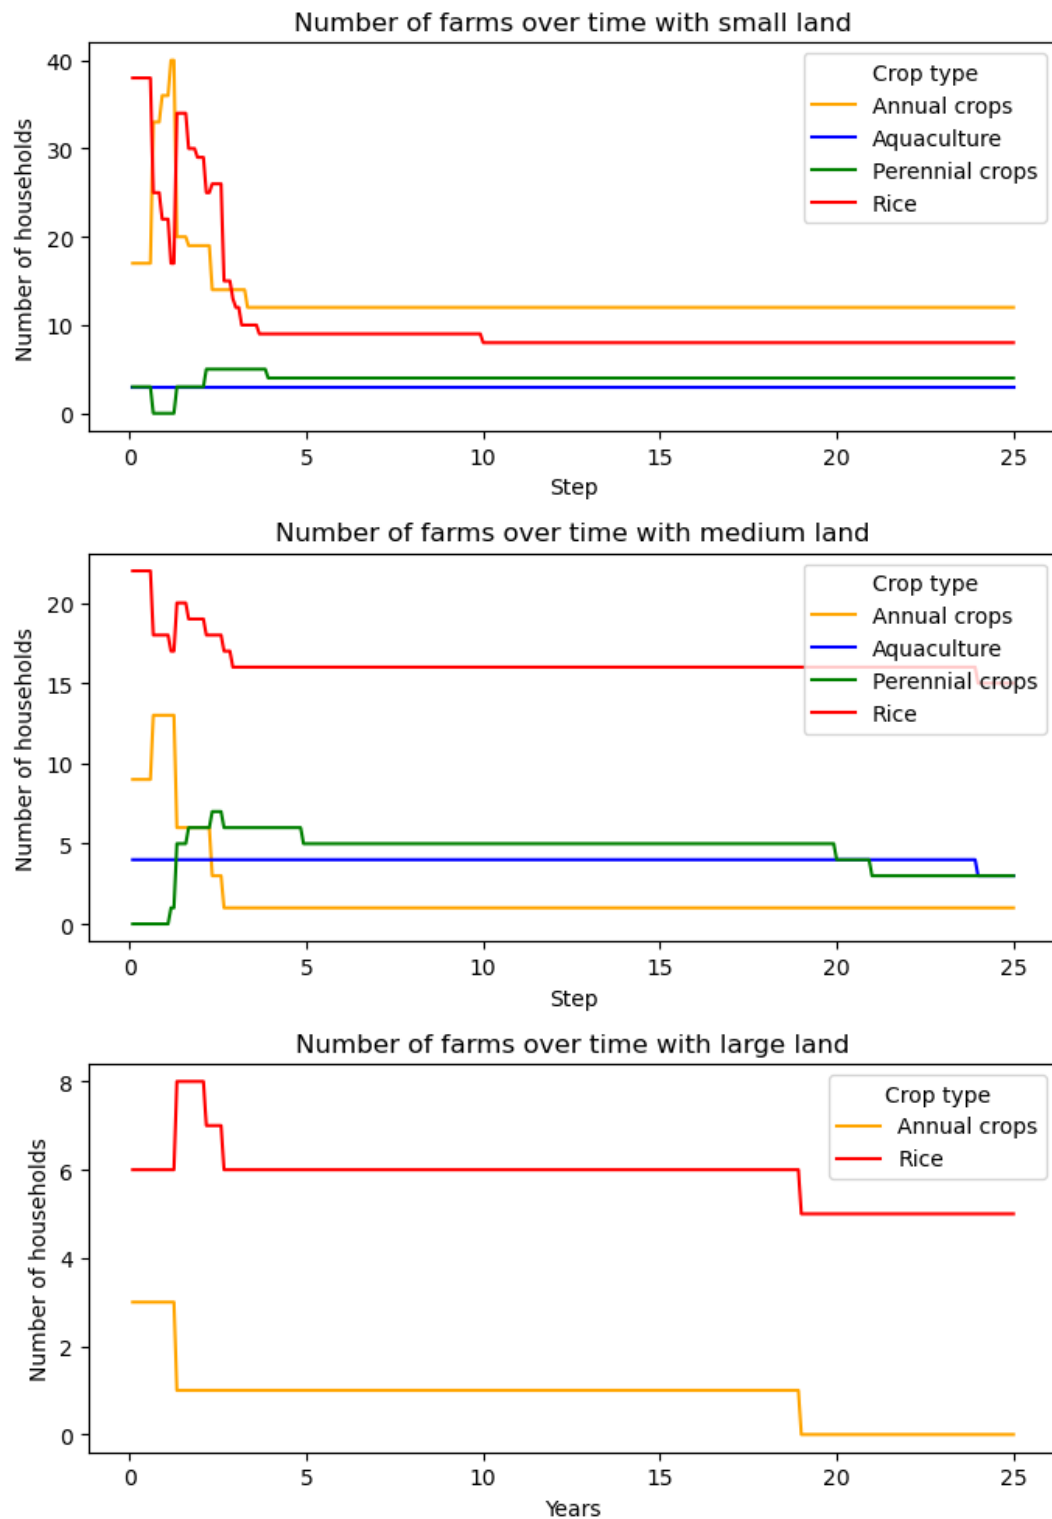 Number of farms over time with small land
Number of households
40
30
20
10
0
Crop type
Annual crops
Aquaculture
Perennial crops
Rice
0 5 10 15 20 25
Step
Number of farms over time with medium land
Number of households
20
15
10
5
0
Crop type
Annual crops
Aquaculture
Perennial crops
Rice
0 5 10 15 20 25
Step
Number of farms over time with large land
Number of households
8
6
4
2
0
Crop type
Annual crops
Rice
0 5 10 15 20 25
Years